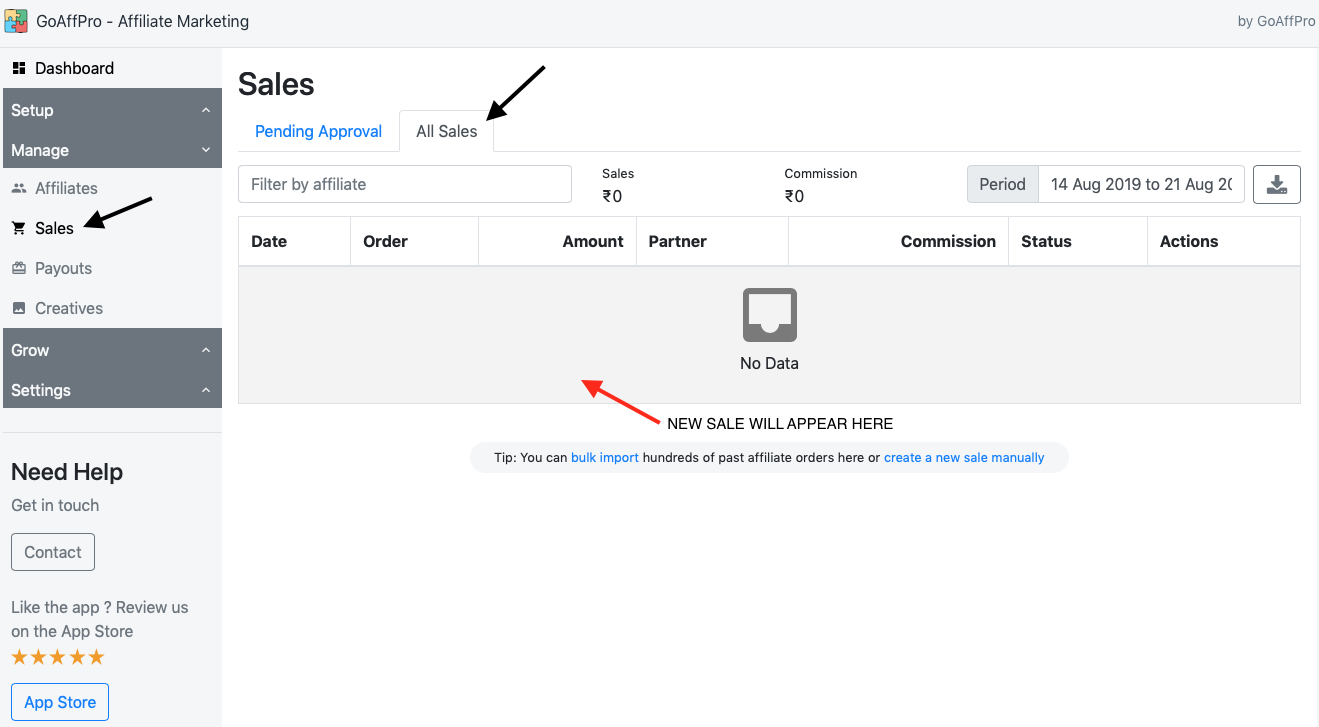 GoAffPro - Affiliate Marketing
by GoAffPro
Dashboard
Setup
Manage
Affiliates
Sales
Payouts
Creatives
Grow
Settings
Need Help
Get in touch
Contact
Like the app ? Review us
on the App Store
App Store
Sales
Pending Approval All Sales
Filter by affiliate
Sales
₹0
Commission
₹0
Period 14 Aug 2019 to 21 Aug 20
Date Order Amount Partner Commission Status Actions
No Data
NEW SALE WILL APPEAR HERE
Tip: You can bulk import hundreds of past affiliate orders here or create a new sale manually